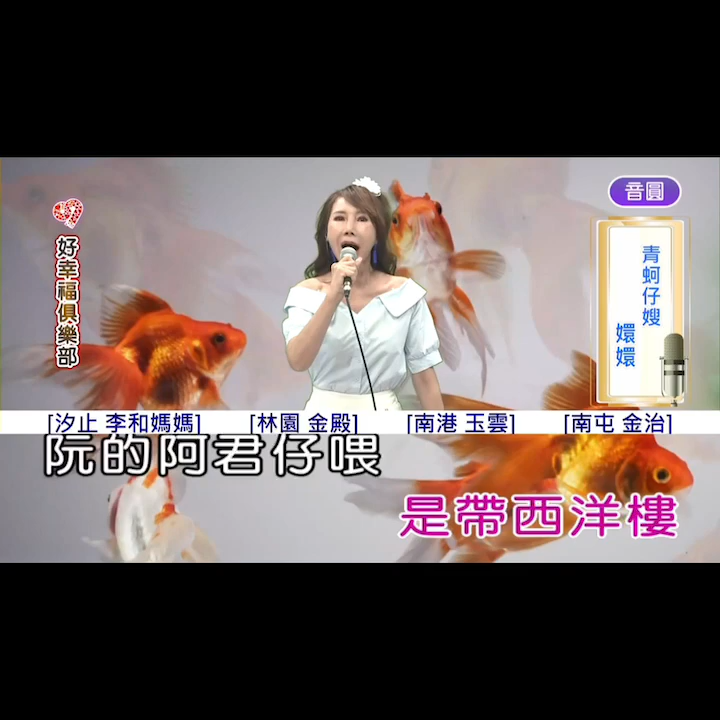 音圓
好幸福俱樂部
青蚵仔嫂
嬛嬛
[汐止 李和媽媽] [林園 金殿] [南港 玉雲] [南屯 金治]
阮的阿君仔喂
是帶西洋樓